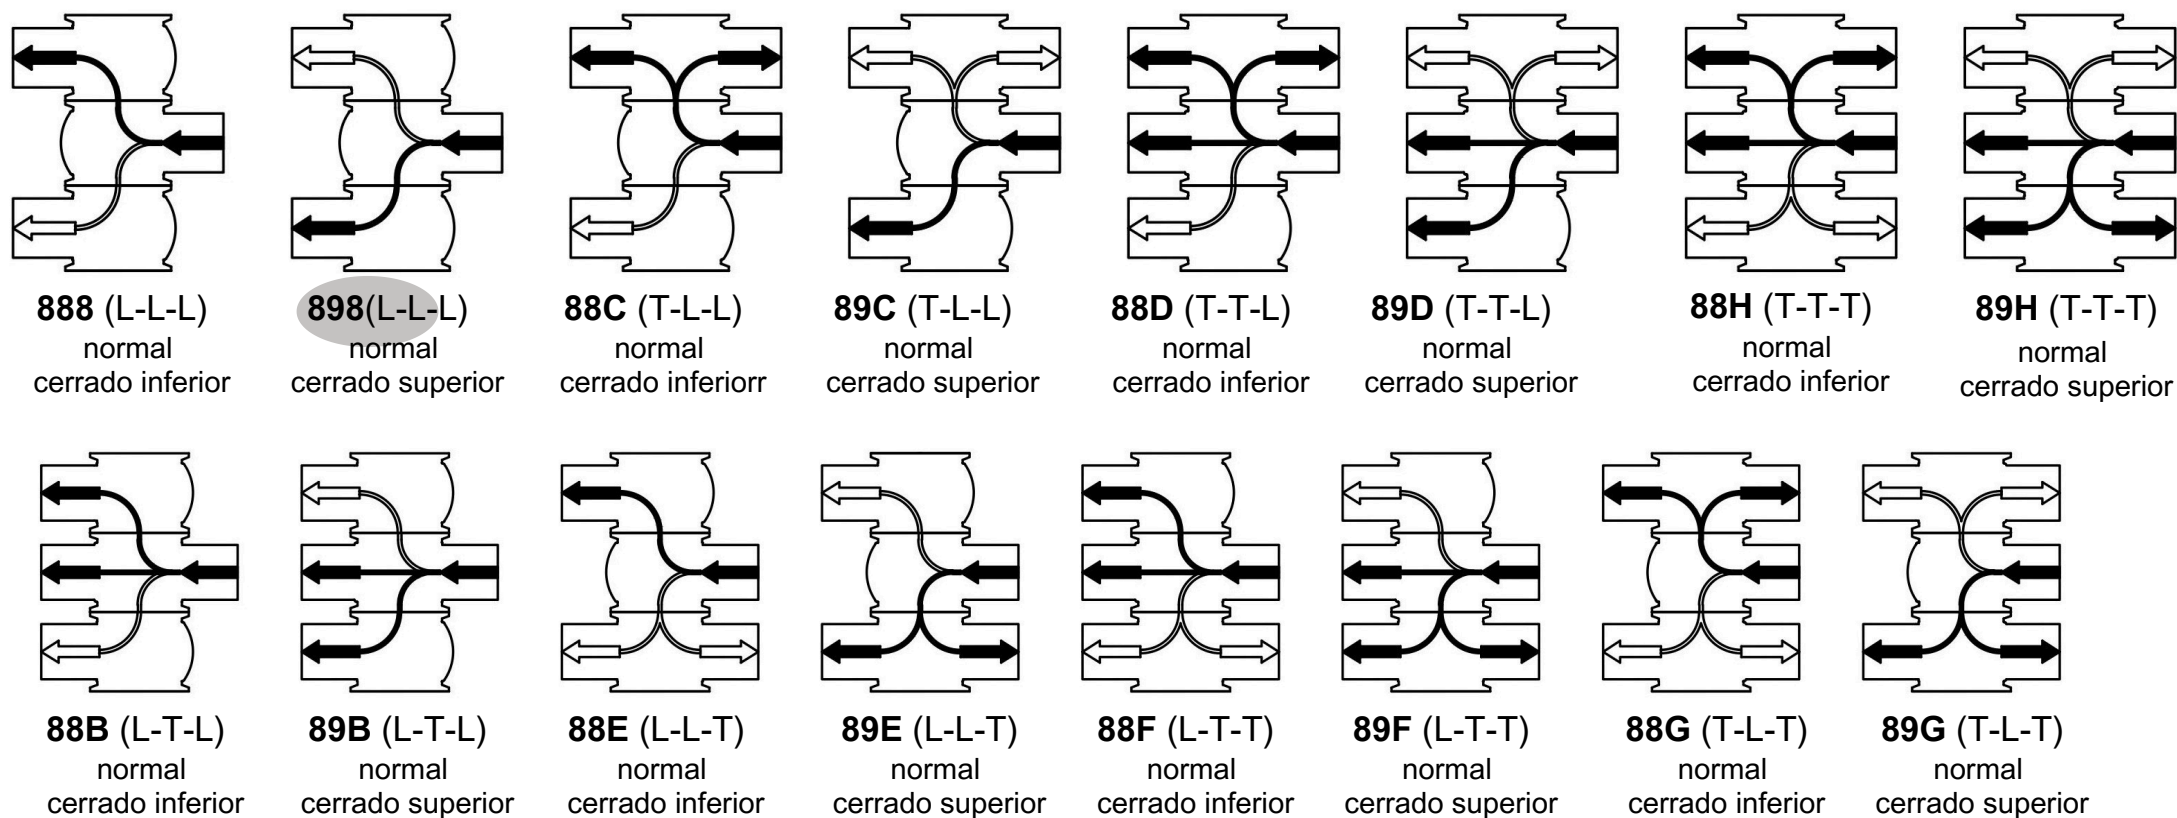 888 (L-L-L) 898(L-L-L) 88C (T-L-L) 89C (T-L-L) 88D (T-T-L) 89D (T-T-L) 88H (T-T-T) 89H (T-T-T)
normal normal normal normal normal normal normal normal
cerrado inferior cerrado superior cerrado inferiorr cerrado superior cerrado inferior cerrado superior cerrado inferior cerrado superior
88B (L-T-L) 89B (L-T-L) 88E (L-L-T) 89E (L-L-T) 88F (L-T-T) 89F (L-T-T) 88G (T-L-T) 89G (T-L-T)
normal normal normal normal normal normal normal normal
cerrado inferior cerrado superior cerrado inferior cerrado superior cerrado inferior cerrado superior cerrado inferior cerrado superior